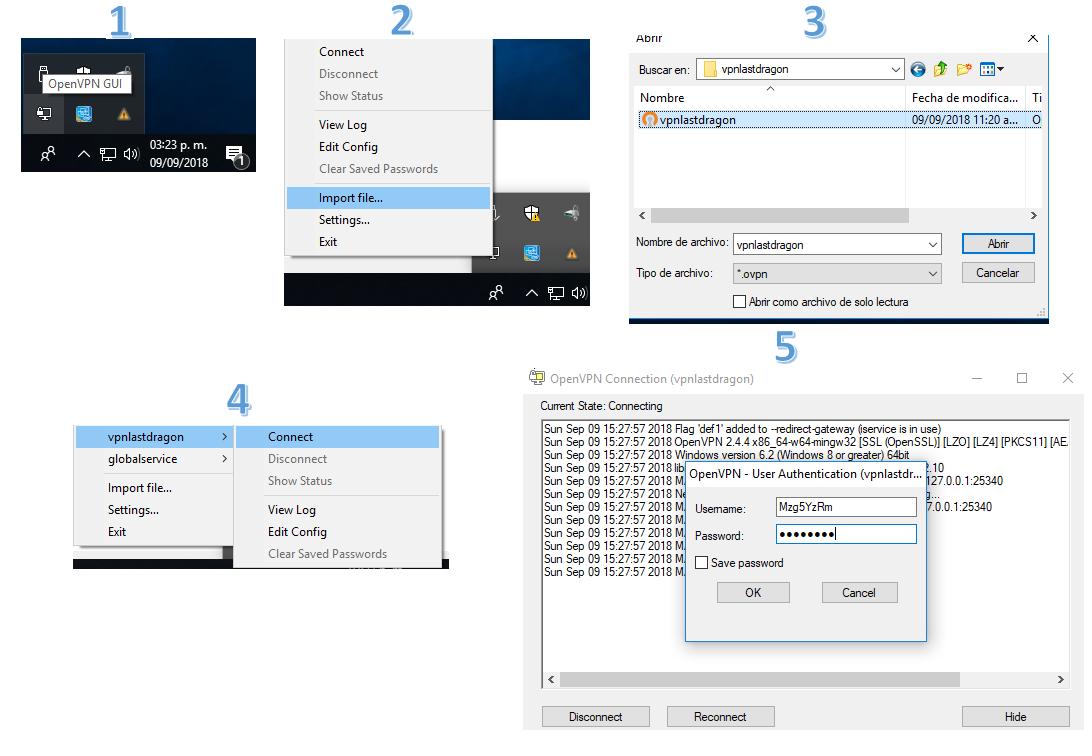 1
OpenVPN GUI
03:23 p. m.
09/09/2018
1
2
Connect
Disconnect
Show Status
View Log
Edit Config
Clear Saved Passwords
Import file...
Settings...
Exit
3
Abrir
Buscar en: vpnlastdragon
Nombre Fecha de modifica... Ti
vpnlastdragon 09/09/2018 11:20 a... O
Nombre de archivo: vpnlastdragon Abrir
Tipo de archivo: *.ovpn Cancelar
Abrir como archivo de solo lectura
4
vpnlastdragon > Connect
globalservice > Disconnect
Show Status
Import file...
Settings...
Exit
View Log
Edit Config
Clear Saved Passwords
5
OpenVPN Connection (vpnlastdragon)
Current State: Connecting
Sun Sep 09 15:27:57 2018 Flag 'def1' added to --redirect-gateway (iservice is in use)
Sun Sep 09 15:27:57 2018 OpenVPN 2.4.4 x86_64-w64-mingw32 [SSL (OpenSSL)] [LZO] [LZ4] [PKCS11] [AE
Sun Sep 09 15:27:57 2018 Windows version 6.2 (Windows 8 or greater) 64bit
Sun Sep 09 15:27:57 2018 lib 2.10
Sun Sep 09 15:27:57 2018 M 127.0.0.1:25340
Sun Sep 09 15:27:57 2018 Ne ...
Sun Sep 09 15:27:57 2018 M 7.0.0.1:25340
Sun Sep 09 15:27:57 2018 M
Sun Sep 09 15:27:57 2018 M
Sun Sep 09 15:27:57 2018 M
Sun Sep 09 15:27:57 2018 M
Sun Sep 09 15:27:57 2018 M
OpenVPN - User Authentication (vpnlastdr...
Username: Mzg5YzRm
Password: ●●●●●●●●
Save password
OK Cancel
Disconnect Reconnect Hide